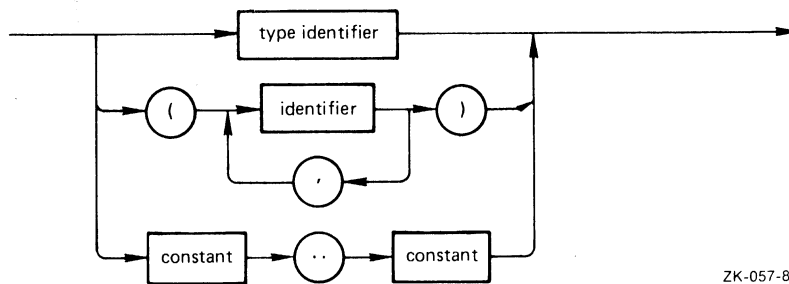 type identifier
( identifier )
,
constant .. constant
ZK-057-8